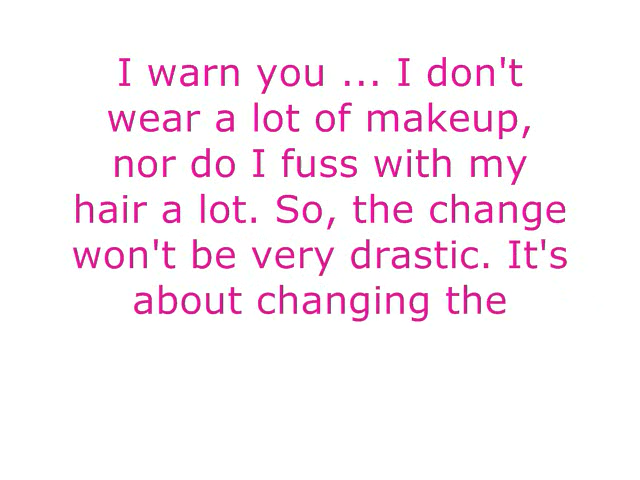 I warn you ... I don't
wear a lot of makeup,
nor do I fuss with my
hair a lot. So, the change
won't be very drastic. It's
about changing the